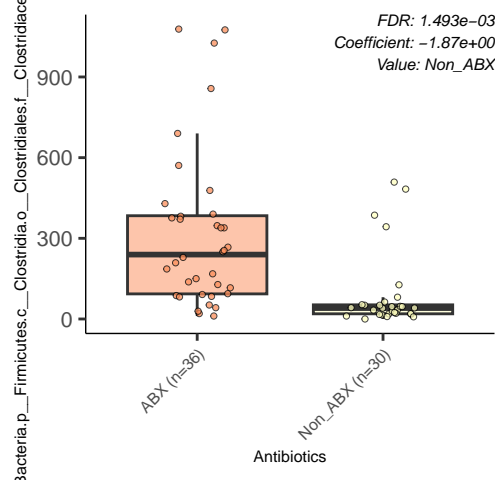 FDR: 1.493e−03
Coefficient: −1.87e+00
Value: Non_ABX
Bacteria.p__Firmicutes.c__Clostridia.o__Clostridiales.f__Clostridiace
900
600
300
0
ABX (n=36)
Non_ABX (n=30)
Antibiotics